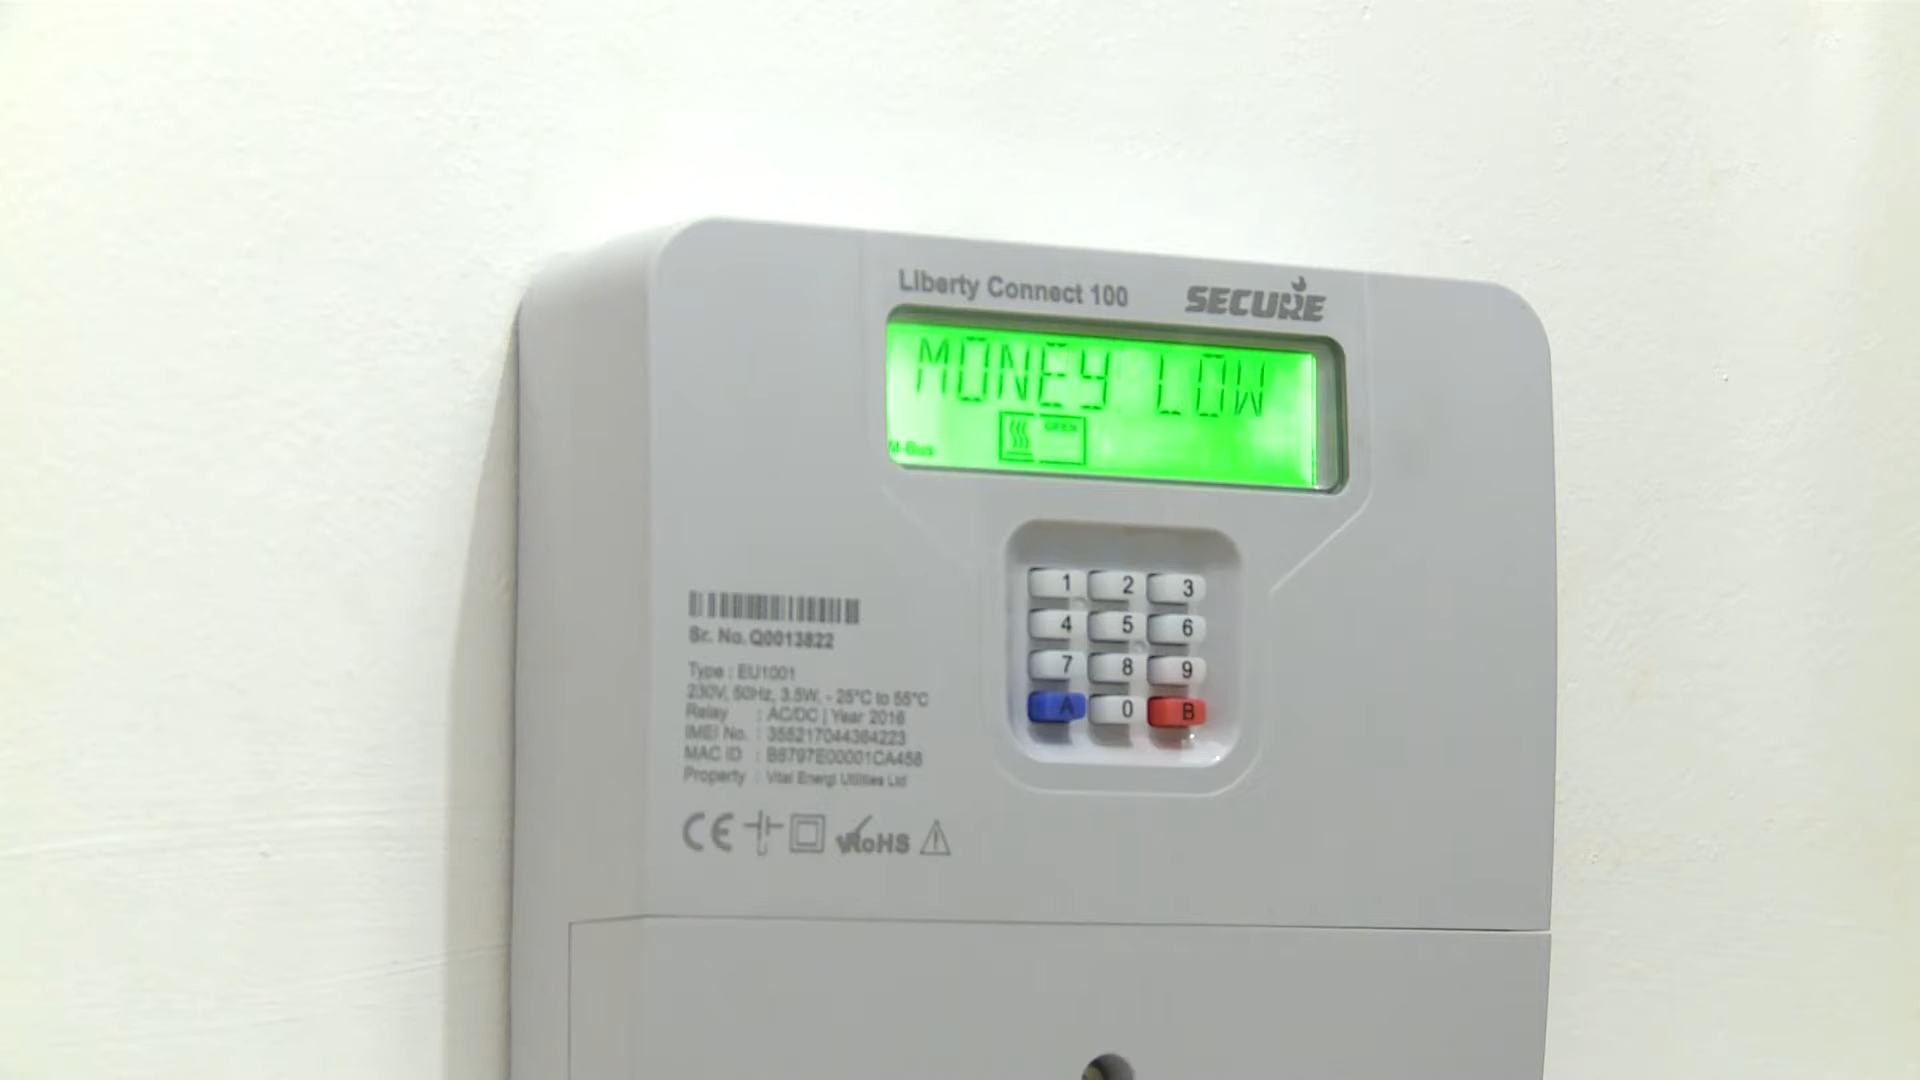 Liberty Connect 100
SECURE
MONEY LOW
OPEN
M-Bus
1 2 3
4 5 6
7 8 9
A 0 B
Sr. No. Q0013822
Type : EU1001
230V, 50Hz, 3.5W, - 25°C to 55°C
Relay : AC/DC | Year 2016
IMEI No. : 355217044364223
MAC ID : B8797E00001CA458
Property : Vital Energi Utilities Ltd
CE RoHS